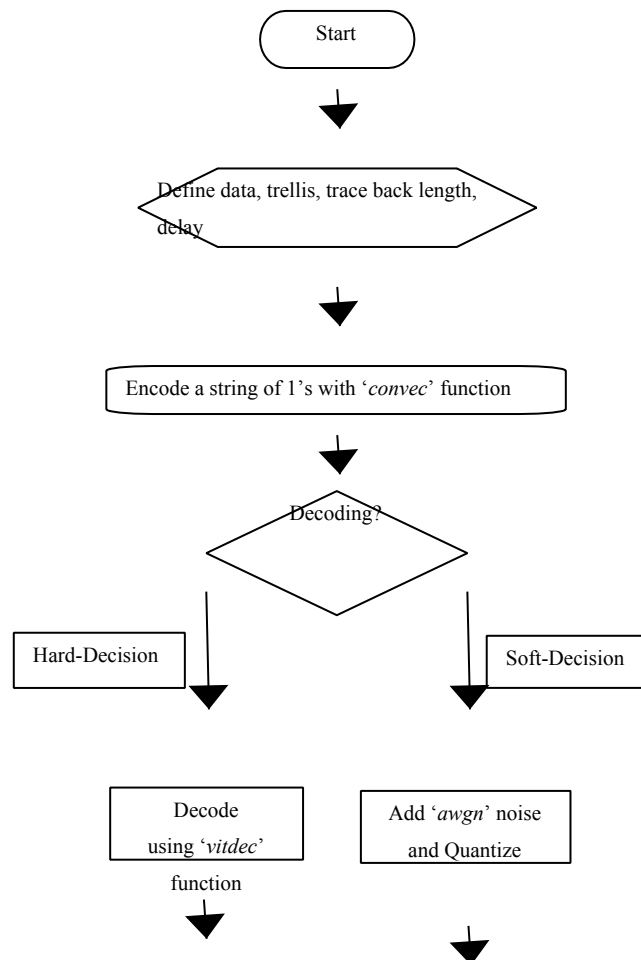 Start
Define data, trellis, trace back length,
delay
Encode a string of 1’s with ‘convec’ function
Decoding?
Hard-Decision
Soft-Decision
Decode
using ‘vitdec’
function
Add ‘awgn’ noise
and Quantize